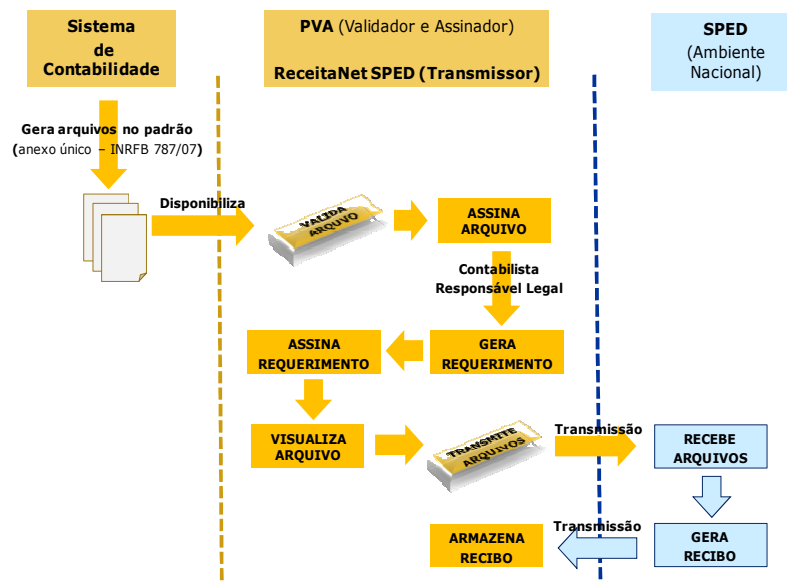 Sistema
de
Contabilidade
PVA (Validador e Assinador)
ReceitaNet SPED (Transmissor)
SPED
(Ambiente
Nacional)
Gera arquivos no padrão
(anexo único – INRFB 787/07)
Disponibiliza
VALIDA
ARQUIVO
ASSINA
ARQUIVO
Contabilista
Responsável Legal
ASSINA
REQUERIMENTO
GERA
REQUERIMENTO
VISUALIZA
ARQUIVO
TRANSMITE
ARQUIVOS
Transmissão
RECEBE
ARQUIVOS
ARMAZENA
RECIBO
Transmissão
GERA
RECIBO